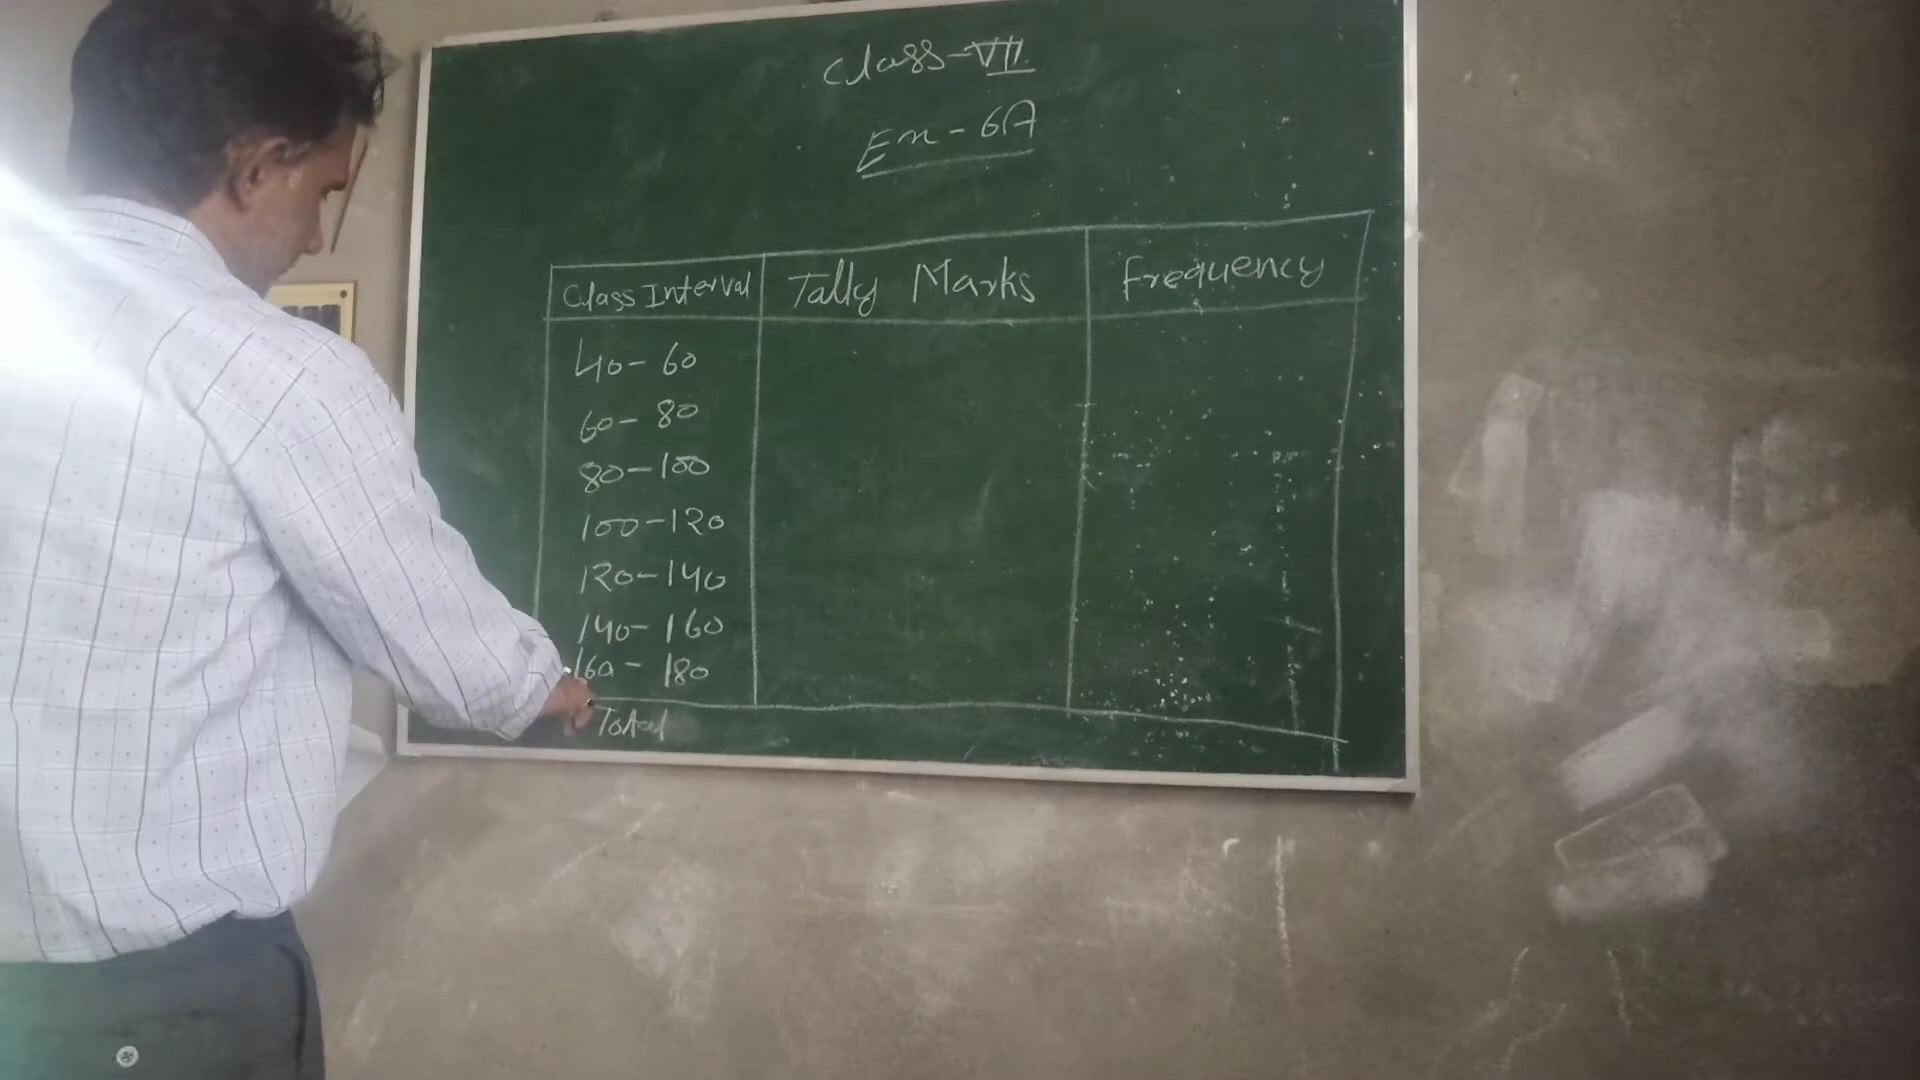 Class-VII
Ex-6A
Class Interval Tally Marks Frequency
40-60
60-80
80-100
100-120
120-140
140-160
160-180
Total